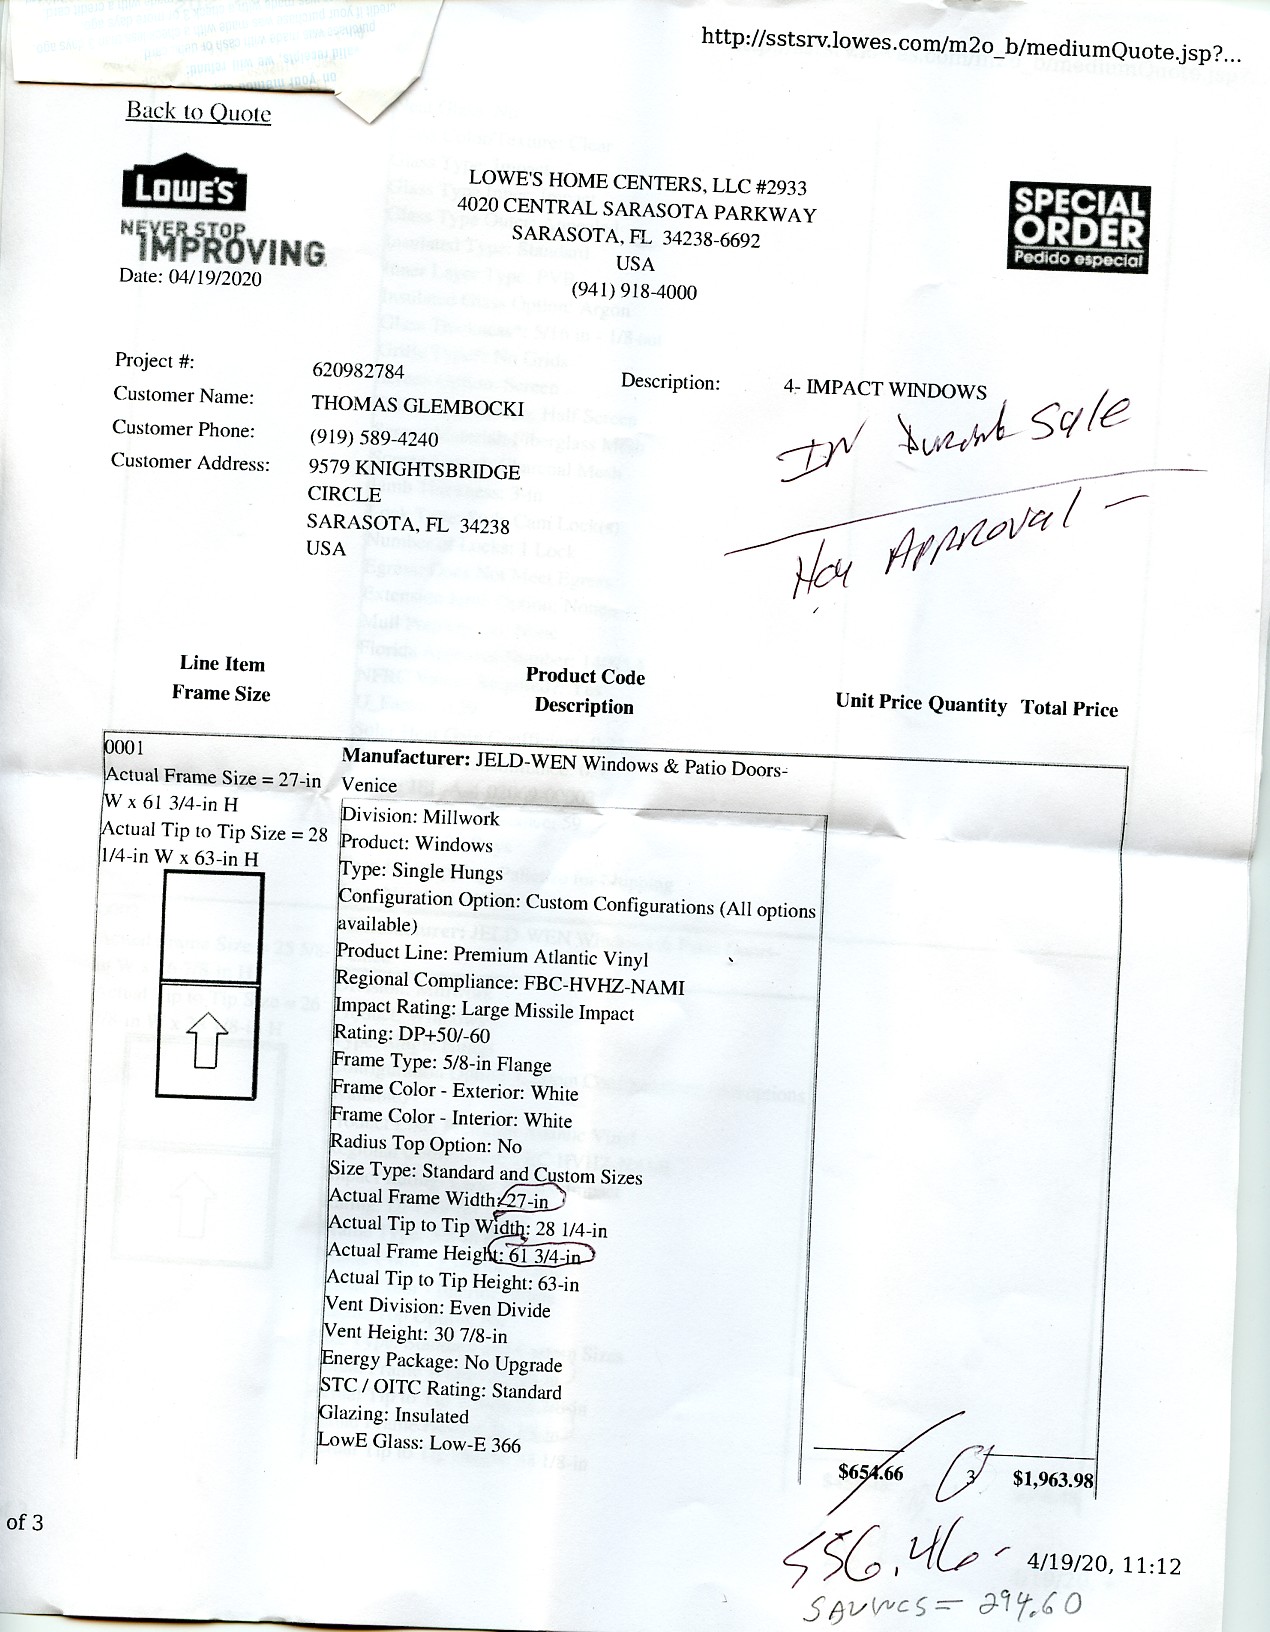 http://sstsrv.lowes.com/m2o_b/mediumQuote.jsp?...
Back to Quote
LOWE'S
NEVER STOP
IMPROVING
Date: 04/19/2020
LOWE'S HOME CENTERS, LLC #2933
4020 CENTRAL SARASOTA PARKWAY
SARASOTA, FL 34238-6692
USA
(941) 918-4000
SPECIAL
ORDER
Pedido especial
Project #: 620982784
Customer Name: THOMAS GLEMBOCKI
Customer Phone: (919) 589-4240
Customer Address: 9579 KNIGHTSBRIDGE
CIRCLE
SARASOTA, FL 34238
USA
Description: 4- IMPACT WINDOWS
IN Sale
HOA APPROVAL -
Line Item
Frame Size
Product Code
Description
Unit Price Quantity Total Price
0001
Actual Frame Size = 27-in
W x 61 3/4-in H
Actual Tip to Tip Size = 28
1/4-in W x 63-in H
Manufacturer: JELD-WEN Windows & Patio Doors-
Venice
Division: Millwork
Product: Windows
Type: Single Hungs
Configuration Option: Custom Configurations (All options
available)
Product Line: Premium Atlantic Vinyl
Regional Compliance: FBC-HVHZ-NAMI
Impact Rating: Large Missile Impact
Rating: DP+50/-60
Frame Type: 5/8-in Flange
Frame Color - Exterior: White
Frame Color - Interior: White
Radius Top Option: No
Size Type: Standard and Custom Sizes
Actual Frame Width: 27-in
Actual Tip to Tip Width: 28 1/4-in
Actual Frame Height: 61 3/4-in
Actual Tip to Tip Height: 63-in
Vent Division: Even Divide
Vent Height: 30 7/8-in
Energy Package: No Upgrade
STC / OITC Rating: Standard
Glazing: Insulated
LowE Glass: Low-E 366
$654.66 3 $1,963.98
556.46-
SAVINGS = 294.60
of 3
4/19/20, 11:12